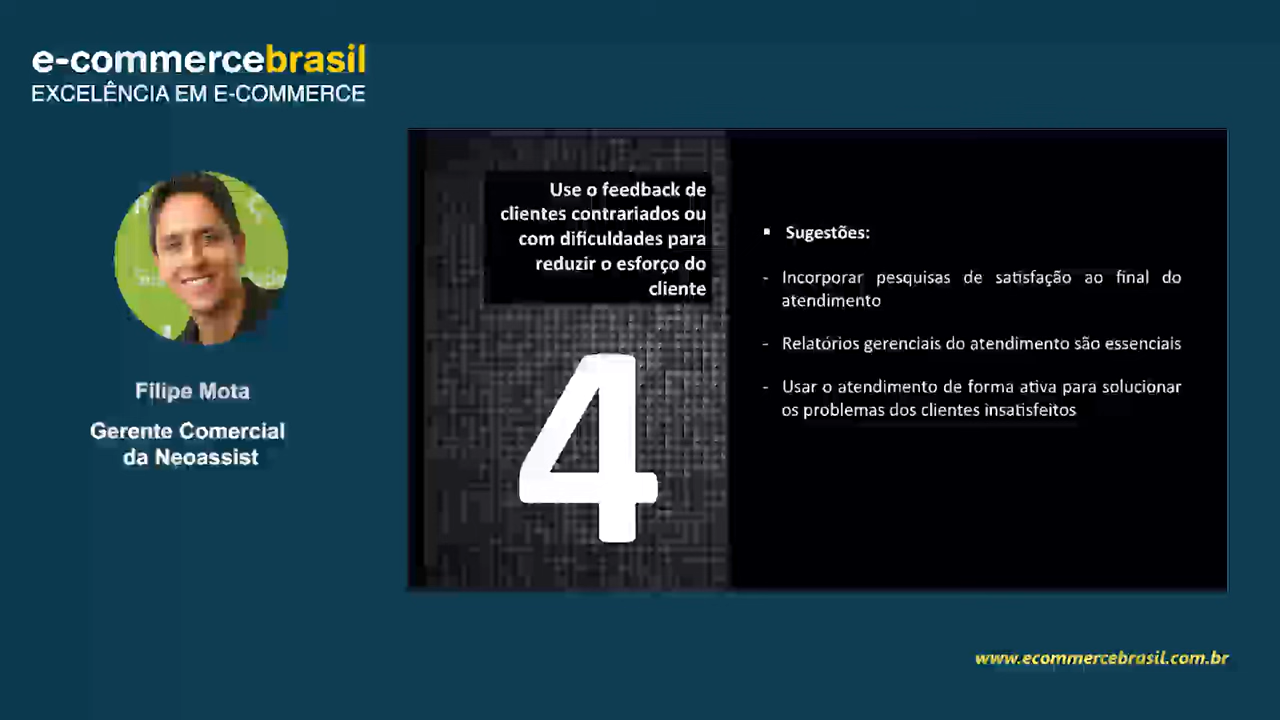 e-commercebrasil
EXCELÊNCIA EM E-COMMERCE
Filipe Mota
Gerente Comercial
da Neoassist
Use o feedback de
clientes contrariados ou
com dificuldades para
reduzir o esforço do
cliente
4
▪ Sugestões:
- Incorporar pesquisas de satisfação ao final do
atendimento
- Relatórios gerenciais do atendimento são essenciais
- Usar o atendimento de forma ativa para solucionar
os problemas dos clientes insatisfeitos
www.ecommercebrasil.com.br